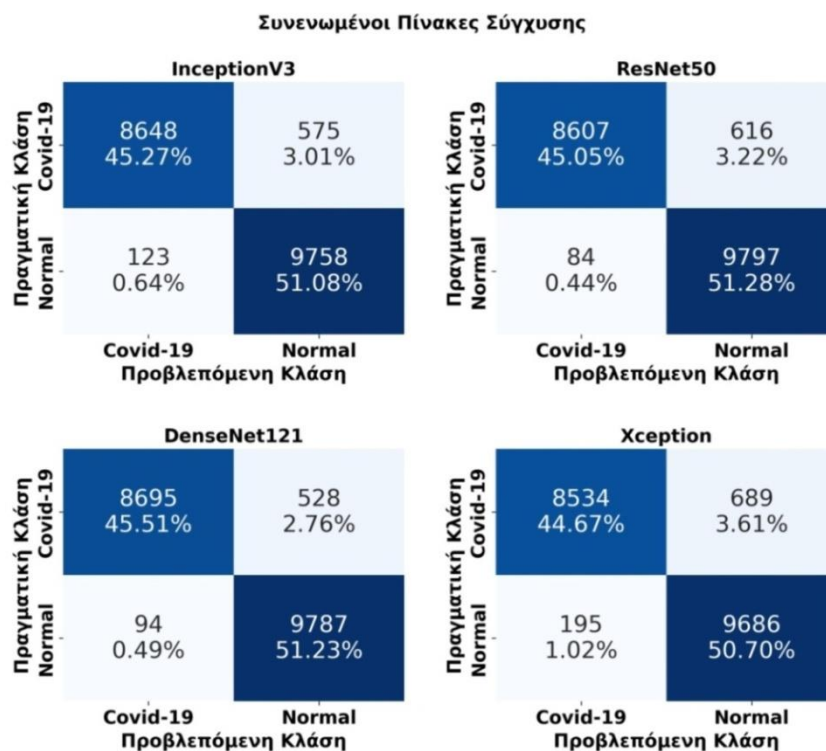 Συνενωμένοι Πίνακες Σύγχυσης
InceptionV3
Πραγματική Κλάση
Covid-19
Normal
8648
45.27%
575
3.01%
123
0.64%
9758
51.08%
Covid-19
Normal
Προβλεπόμενη Κλάση
ResNet50
Πραγματική Κλάση
Covid-19
Normal
8607
45.05%
616
3.22%
84
0.44%
9797
51.28%
Covid-19
Normal
Προβλεπόμενη Κλάση
DenseNet121
Πραγματική Κλάση
Covid-19
Normal
8695
45.51%
528
2.76%
94
0.49%
9787
51.23%
Covid-19
Normal
Προβλεπόμενη Κλάση
Xception
Πραγματική Κλάση
Covid-19
Normal
8534
44.67%
689
3.61%
195
1.02%
9686
50.70%
Covid-19
Normal
Προβλεπόμενη Κλάση